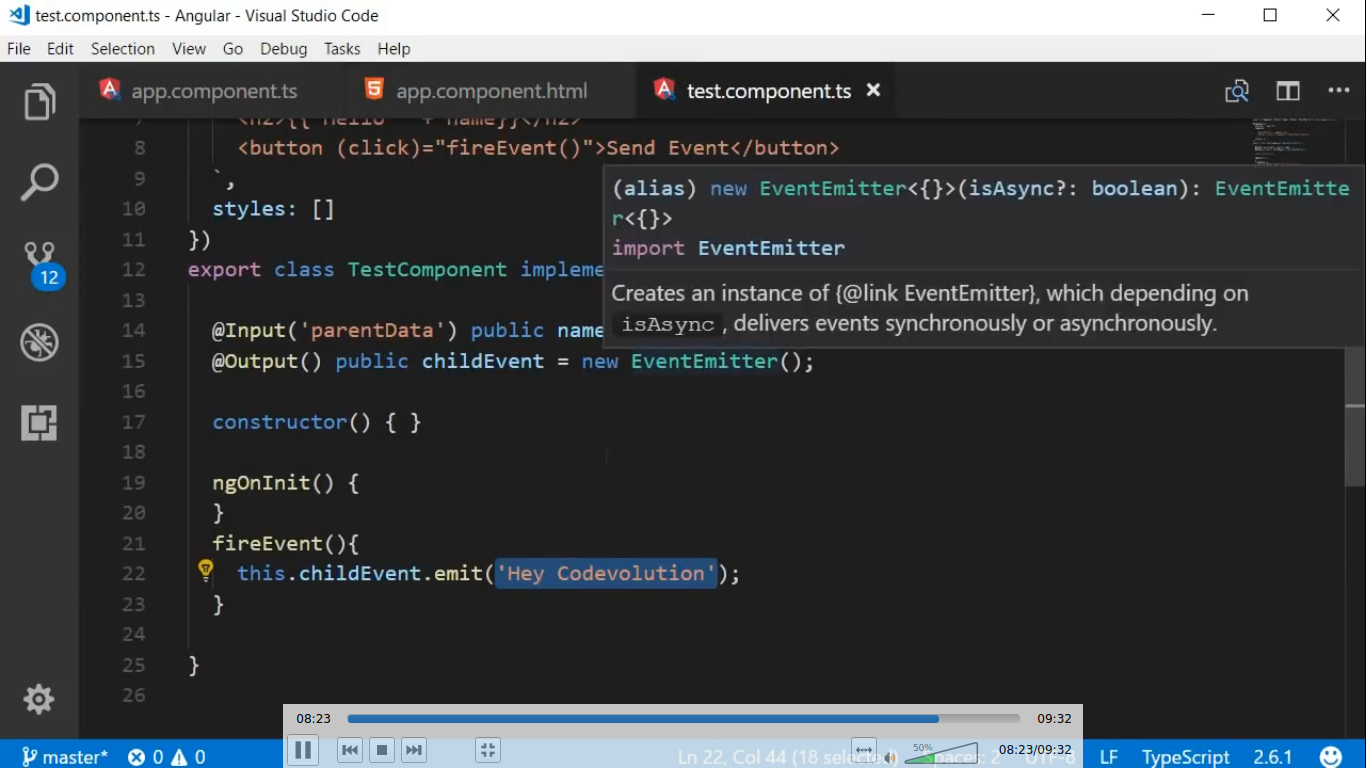 test.component.ts - Angular - Visual Studio Code
File Edit Selection View Go Debug Tasks Help
app.component.ts app.component.html test.component.ts
7 <h2>{{"Hello " + name}}</h2>
8 <button (click)="fireEvent()">Send Event</button>
9 `,
(alias) new EventEmitter<{}>(isAsync?: boolean): EventEmitte
10 styles: []
r<{}>
11 })
import EventEmitter
12 export class TestComponent impleme
Creates an instance of {@link EventEmitter}, which depending on
13
isAsync , delivers events synchronously or asynchronously.
14 @Input('parentData') public name
15 @Output() public childEvent = new EventEmitter();
16
17 constructor() { }
18
19 ngOnInit() {
20 }
21 fireEvent(){
22 this.childEvent.emit('Hey Codevolution');
23 }
24
25 }
26
12
08:23 09:32
50%
08:23/09:32
master* 0 0 Ln 22, Col 44 (18 selected) Spaces: 2 UTF-8 LF TypeScript 2.6.1